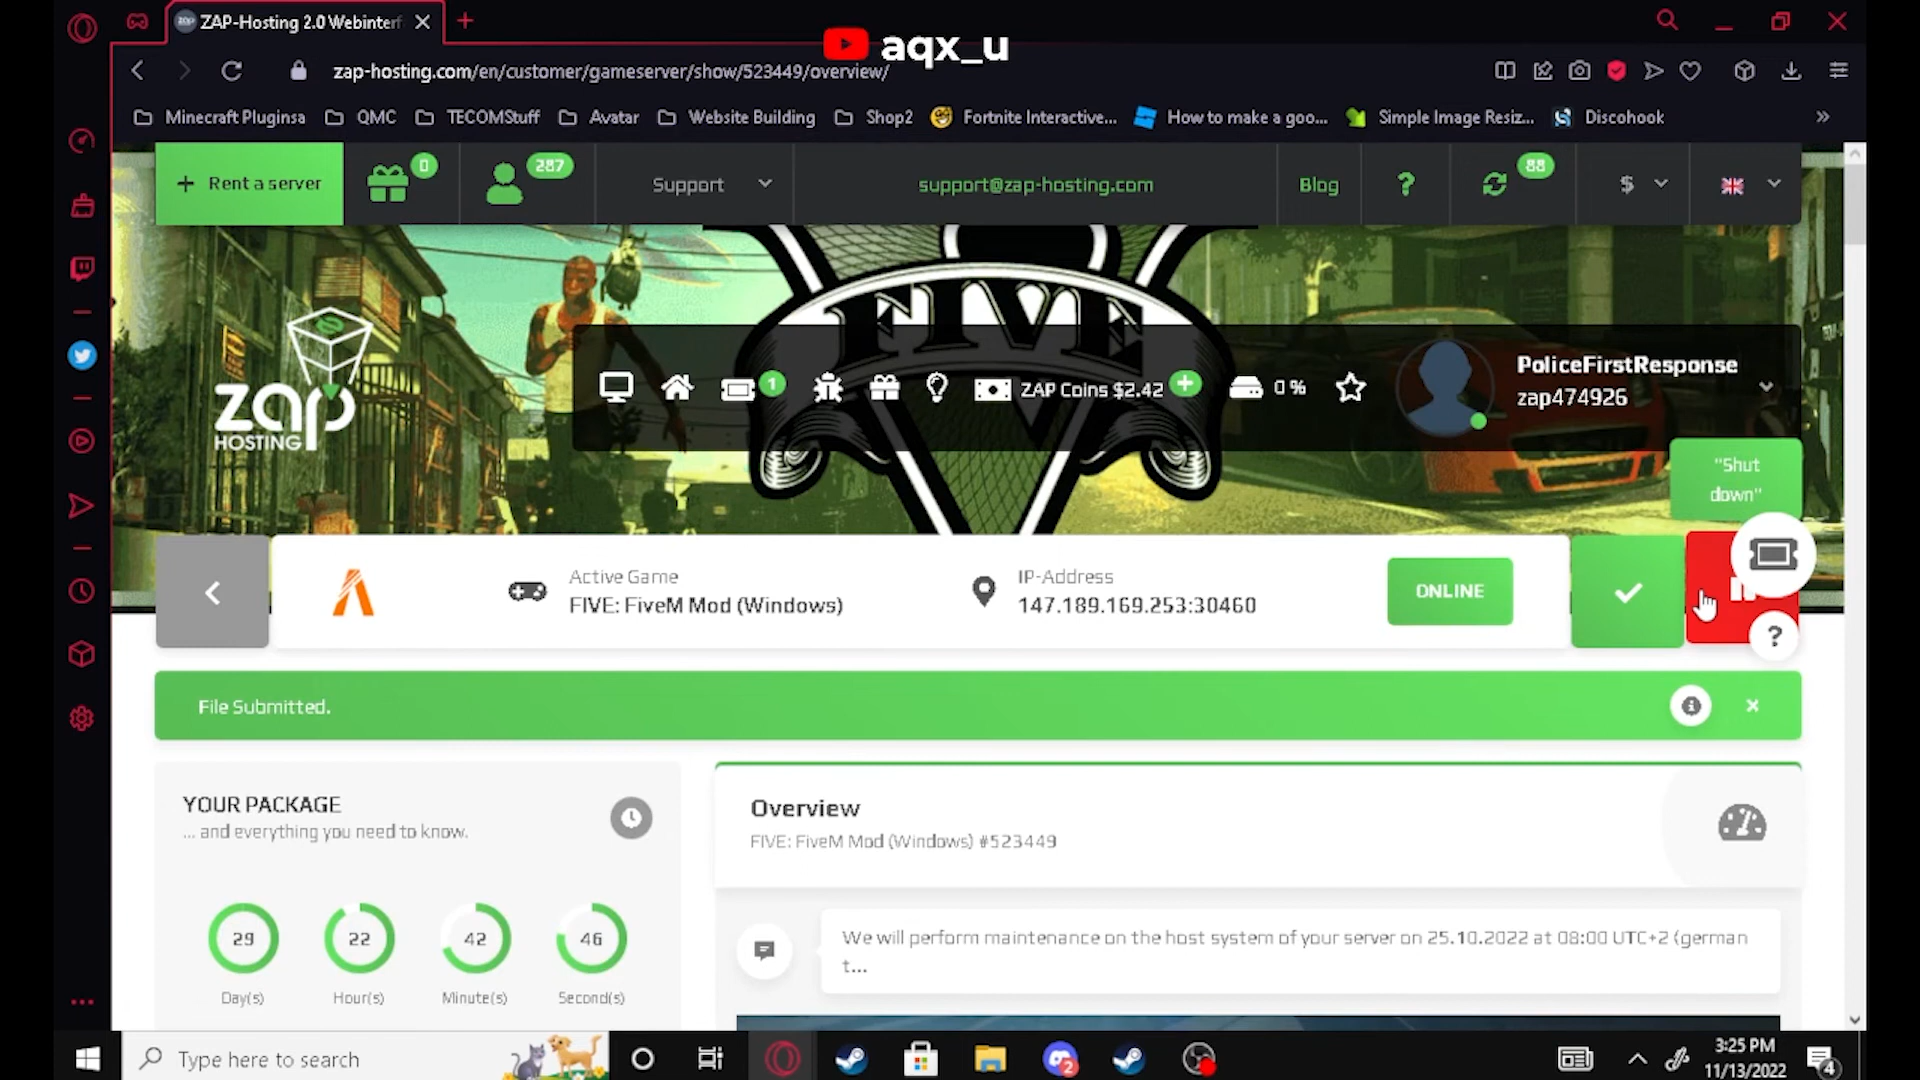 ZAP-Hosting 2.0 Webinterf
aqx_u
zap-hosting.com/en/customer/gameserver/show/523449/overview/
Minecraft Pluginsa
QMC
TECOMStuff
Avatar
Website Building
Shop2
Fortnite Interactive...
How to make a goo...
Simple Image Resiz...
Discohook
»
+ Rent a server
0
287
Support
support@zap-hosting.com
Blog
?
88
$
FIVE
zap
HOSTING
1
ZAP Coins $2.42
0 %
PoliceFirstResponse
zap474926
"Shut
down"
Active Game
FIVE: FiveM Mod (Windows)
IP-Address
147.189.169.253:30460
ONLINE
?
File Submitted.
YOUR PACKAGE
... and everything you need to know.
29
22
42
46
Day(s)
Hour(s)
Minute(s)
Second(s)
Overview
FIVE: FiveM Mod (Windows) #523449
We will perform maintenance on the host system of your server on 25.10.2022 at 08:00 UTC+2 (german
t...
Type here to search
2
3:25 PM
11/13/2022
4